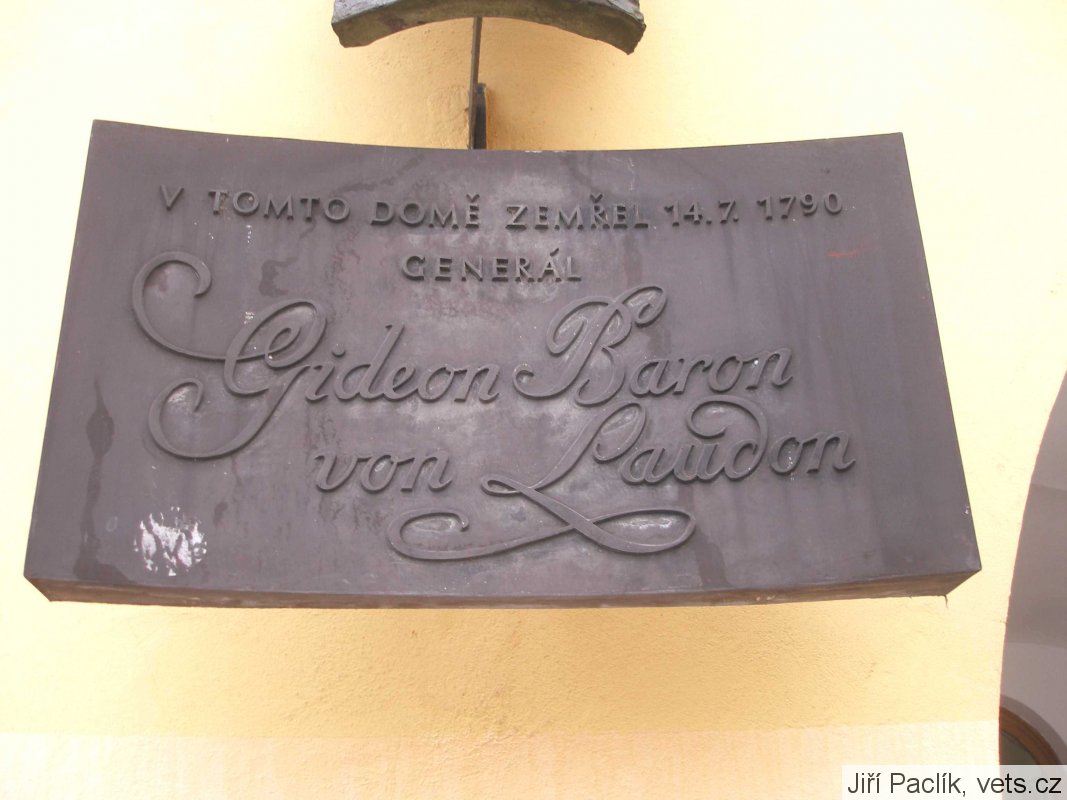 V TOMTO DOMĚ ZEMŘEL 14.7. 1790
GENERÁL
Gideon Baron
von Laudon
Jiří Paclík, vets.cz